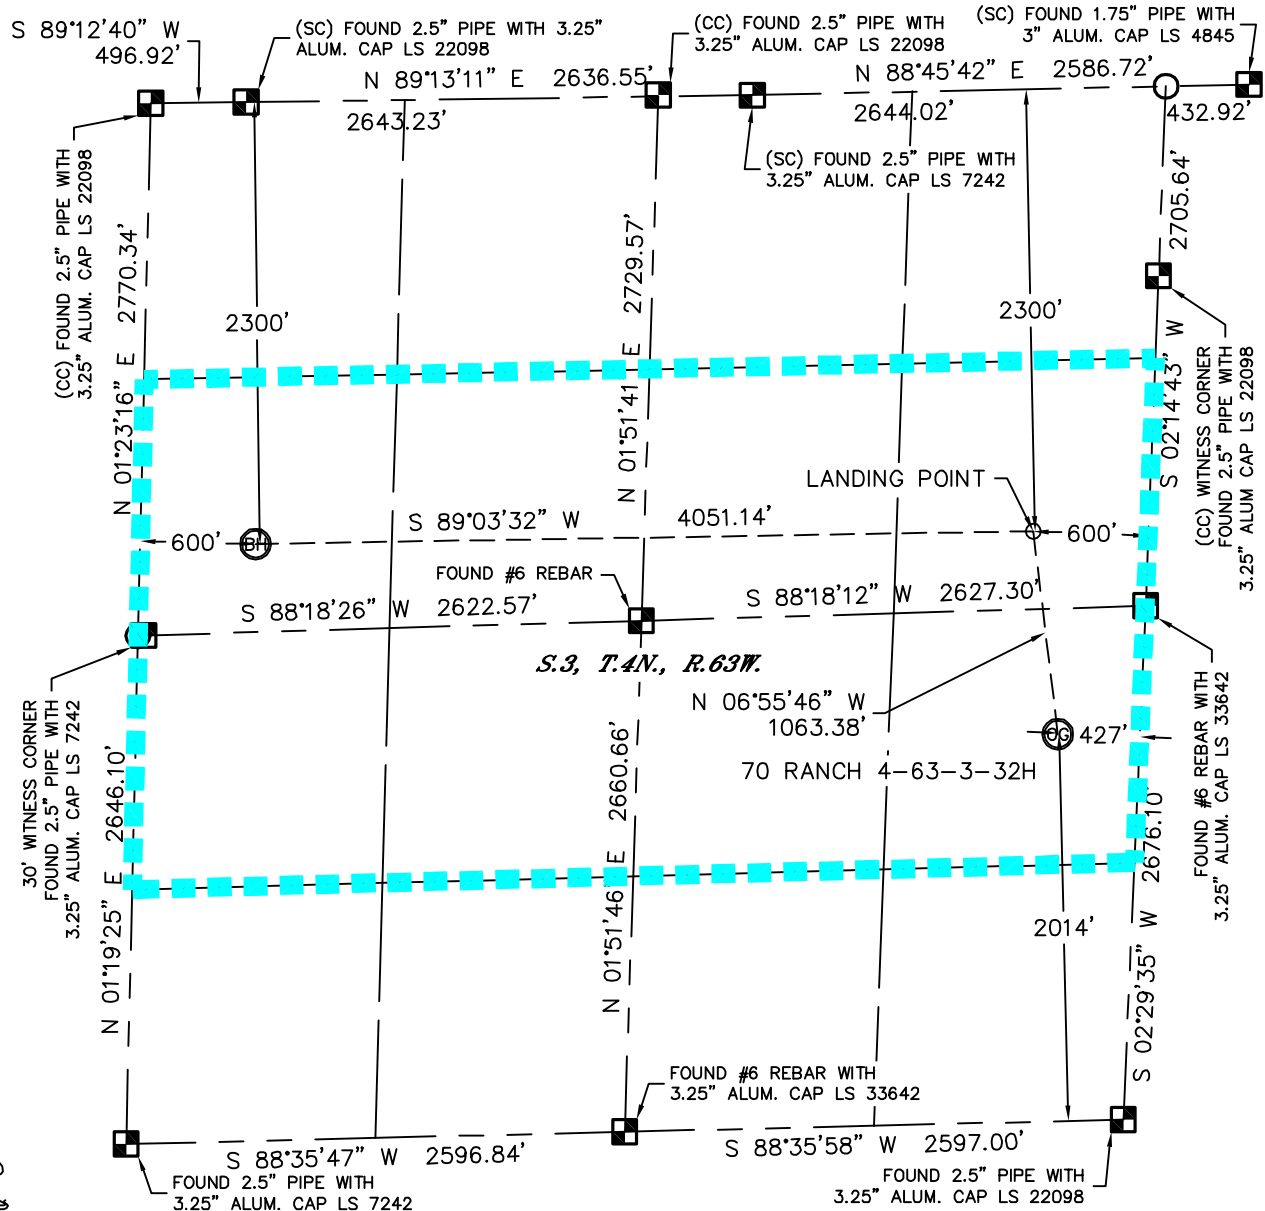 S 89°12'40" W
496.92'
(SC) FOUND 2.5" PIPE WITH 3.25"
ALUM. CAP LS 22098
(CC) FOUND 2.5" PIPE WITH
3.25" ALUM. CAP LS 22098
(SC) FOUND 1.75" PIPE WITH
3" ALUM. CAP LS 4845
N 89°13'11" E 2636.55'
N 88°45'42" E 2586.72'
2643.23'
2644.02'
432.92'
(SC) FOUND 2.5" PIPE WITH
3.25" ALUM. CAP LS 7242
(CC) FOUND 2.5" PIPE WITH
3.25" ALUM. CAP LS 22098
N 01°23'16" E 2770.34'
N 01°51'41" E 2729.57'
2705.64'
S 02°14'43" W
(CC) WITNESS CORNER
FOUND 2.5" PIPE WITH
3.25" ALUM CAP LS 22098
2300'
2300'
LANDING POINT
S 89°03'32" W 4051.14'
600'
BH
600'
FOUND #6 REBAR
S 88°18'26" W 2622.57'
S 88°18'12" W 2627.30'
S.3, T.4N., R.63W.
N 06°55'46" W
1063.38'
OG
427'
70 RANCH 4-63-3-32H
30' WITNESS CORNER
FOUND 2.5" PIPE WITH
3.25" ALUM. CAP LS 7242
N 01°19'25" E 2646.10'
N 01°51'46" E 2660.66'
S 02°29'35" W 2676.10'
FOUND #6 REBAR WITH
3.25" ALUM. CAP LS 33642
2014'
FOUND #6 REBAR WITH
3.25" ALUM. CAP LS 33642
S 88°35'47" W 2596.84'
S 88°35'58" W 2597.00'
FOUND 2.5" PIPE WITH
3.25" ALUM. CAP LS 7242
FOUND 2.5" PIPE WITH
3.25" ALUM. CAP LS 22098